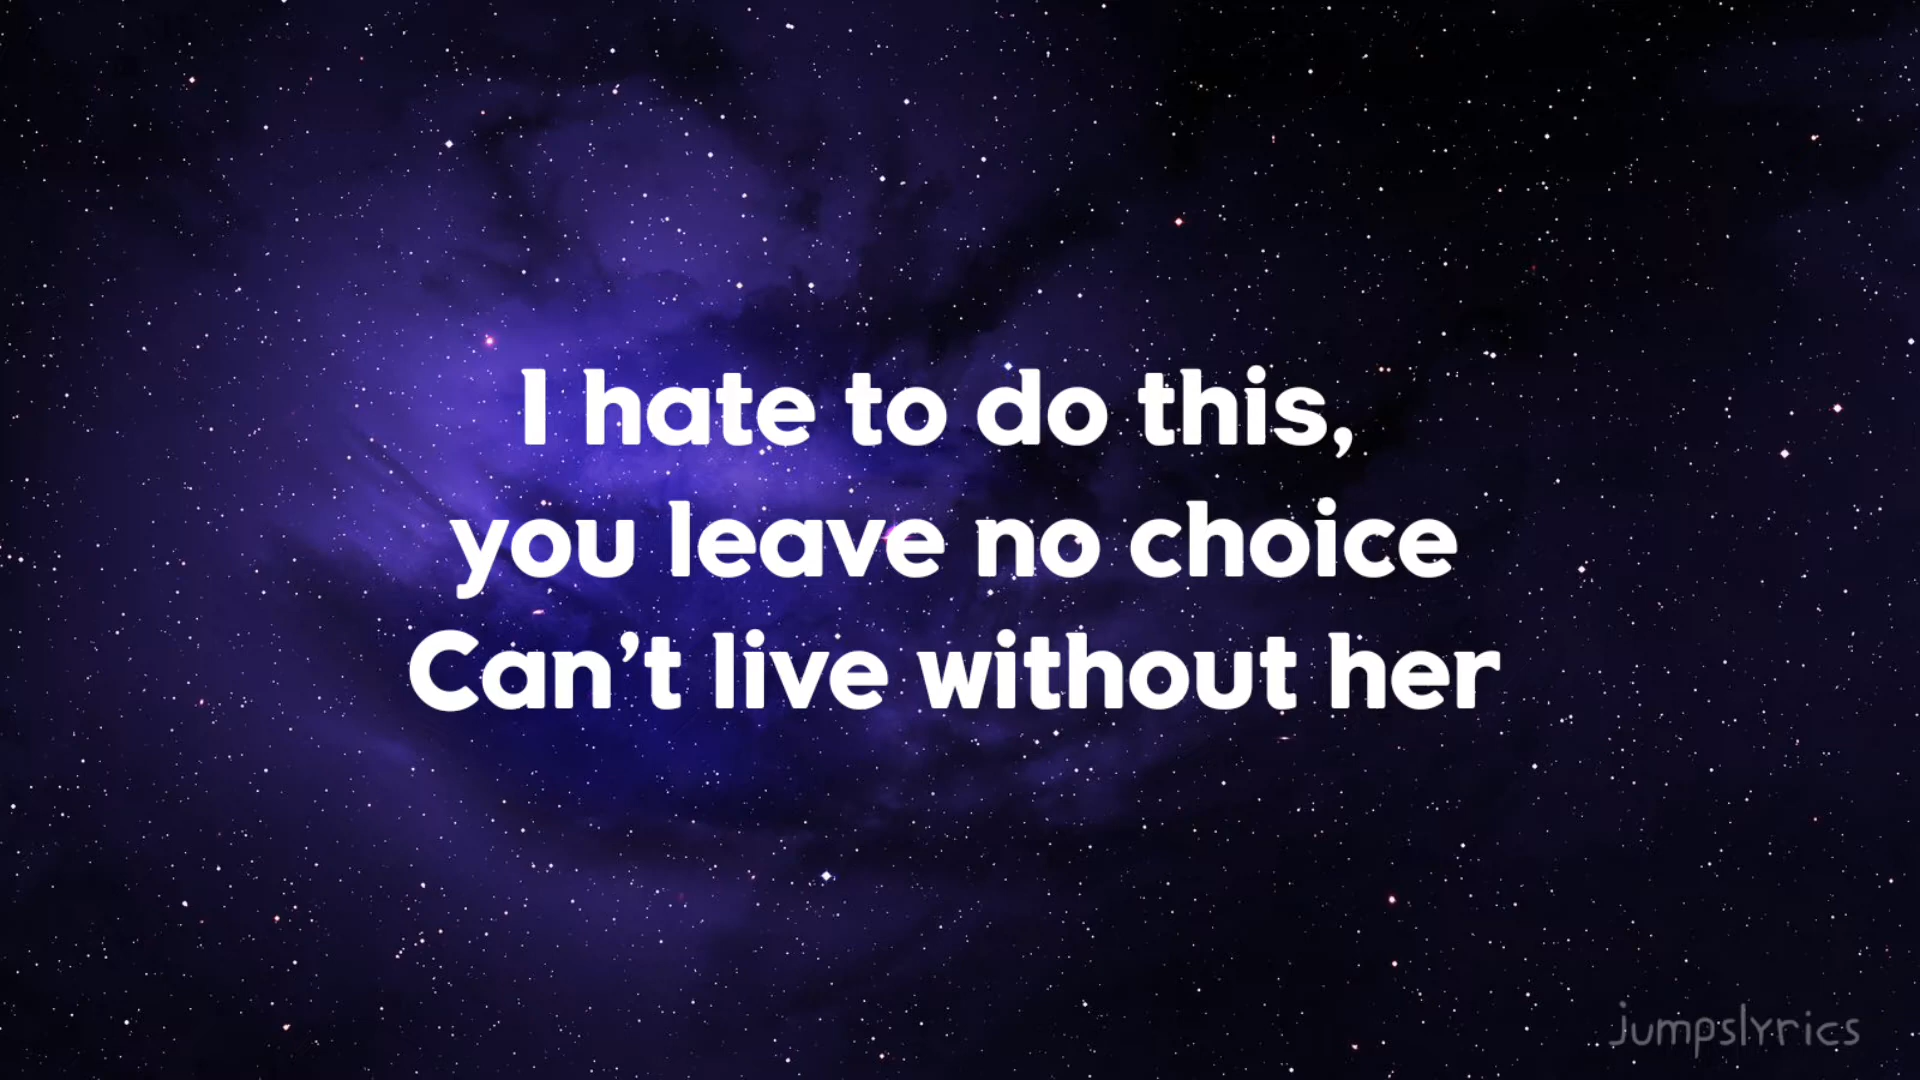 I hate to do this,
you leave no choice
Can’t live without her
jumpslyrics